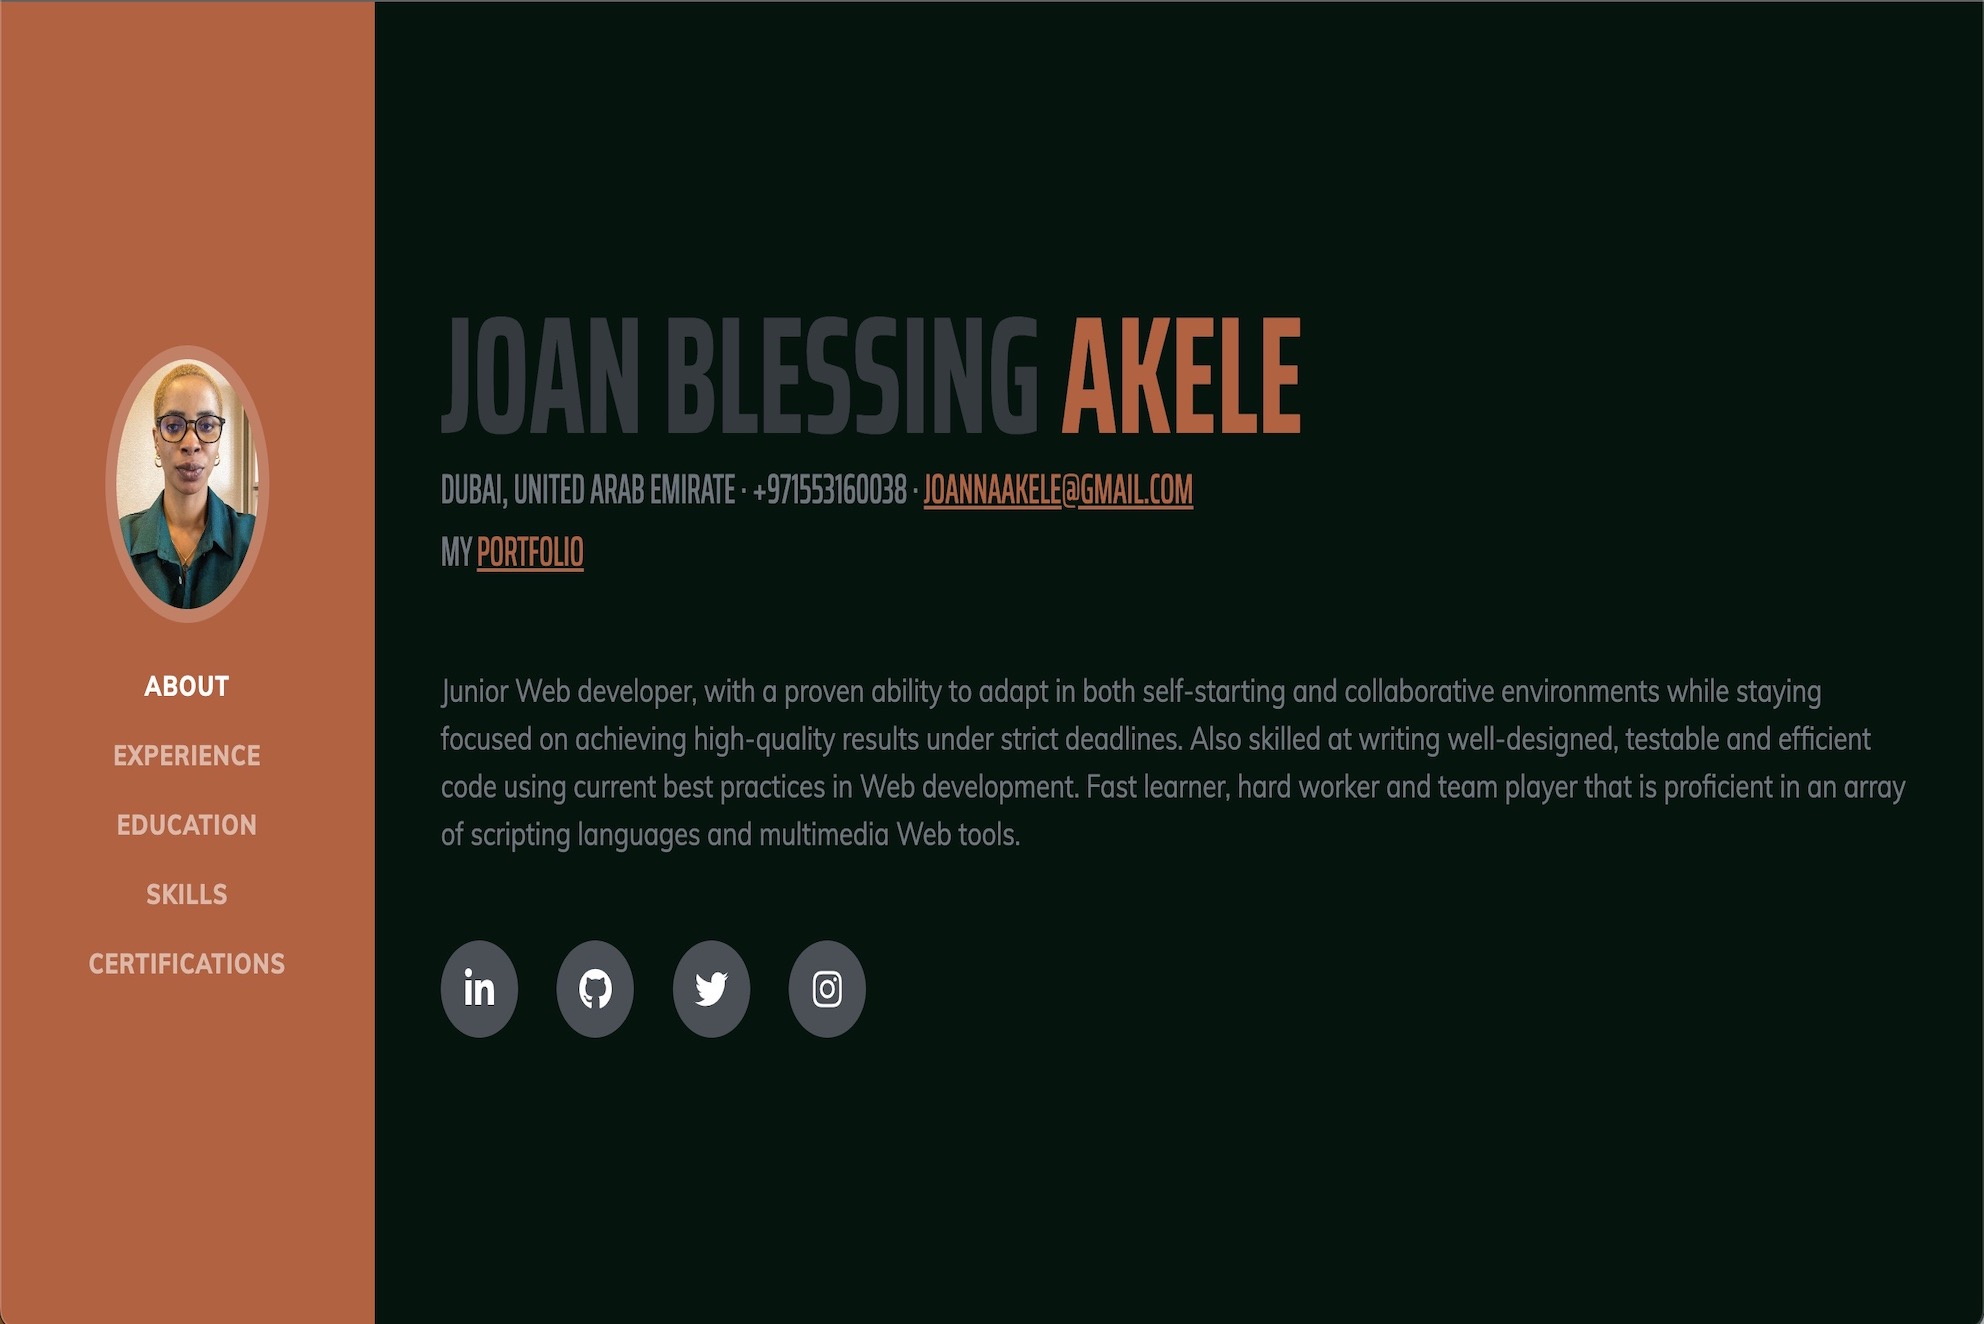 JOAN BLESSING AKELE
DUBAI, UNITED ARAB EMIRATE · +971553160038 · JOANNAAKELE@GMAIL.COM
MY PORTFOLIO
ABOUT
EXPERIENCE
EDUCATION
SKILLS
CERTIFICATIONS
Junior Web developer, with a proven ability to adapt in both self-starting and collaborative environments while staying
focused on achieving high-quality results under strict deadlines. Also skilled at writing well-designed, testable and efficient
code using current best practices in Web development. Fast learner, hard worker and team player that is proficient in an array
of scripting languages and multimedia Web tools.
in